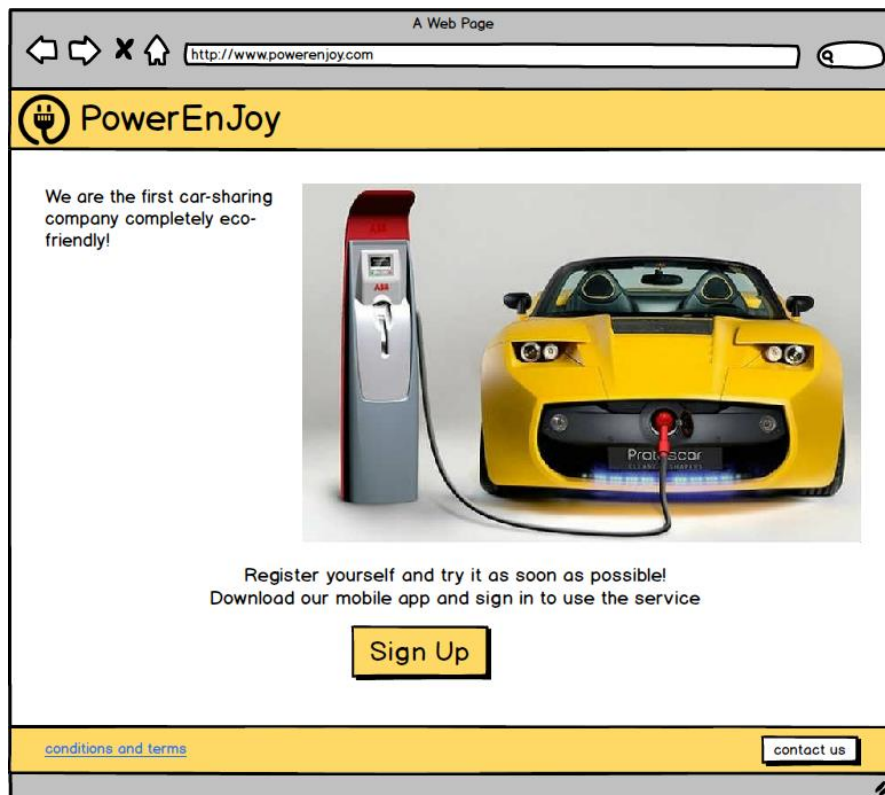 A Web Page
http://www.powerenjoy.com
PowerEnJoy
We are the first car-sharing
company completely eco-
friendly!
ABB
ABB
Protoscar
Register yourself and try it as soon as possible!
Download our mobile app and sign in to use the service
Sign Up
conditions and terms
contact us